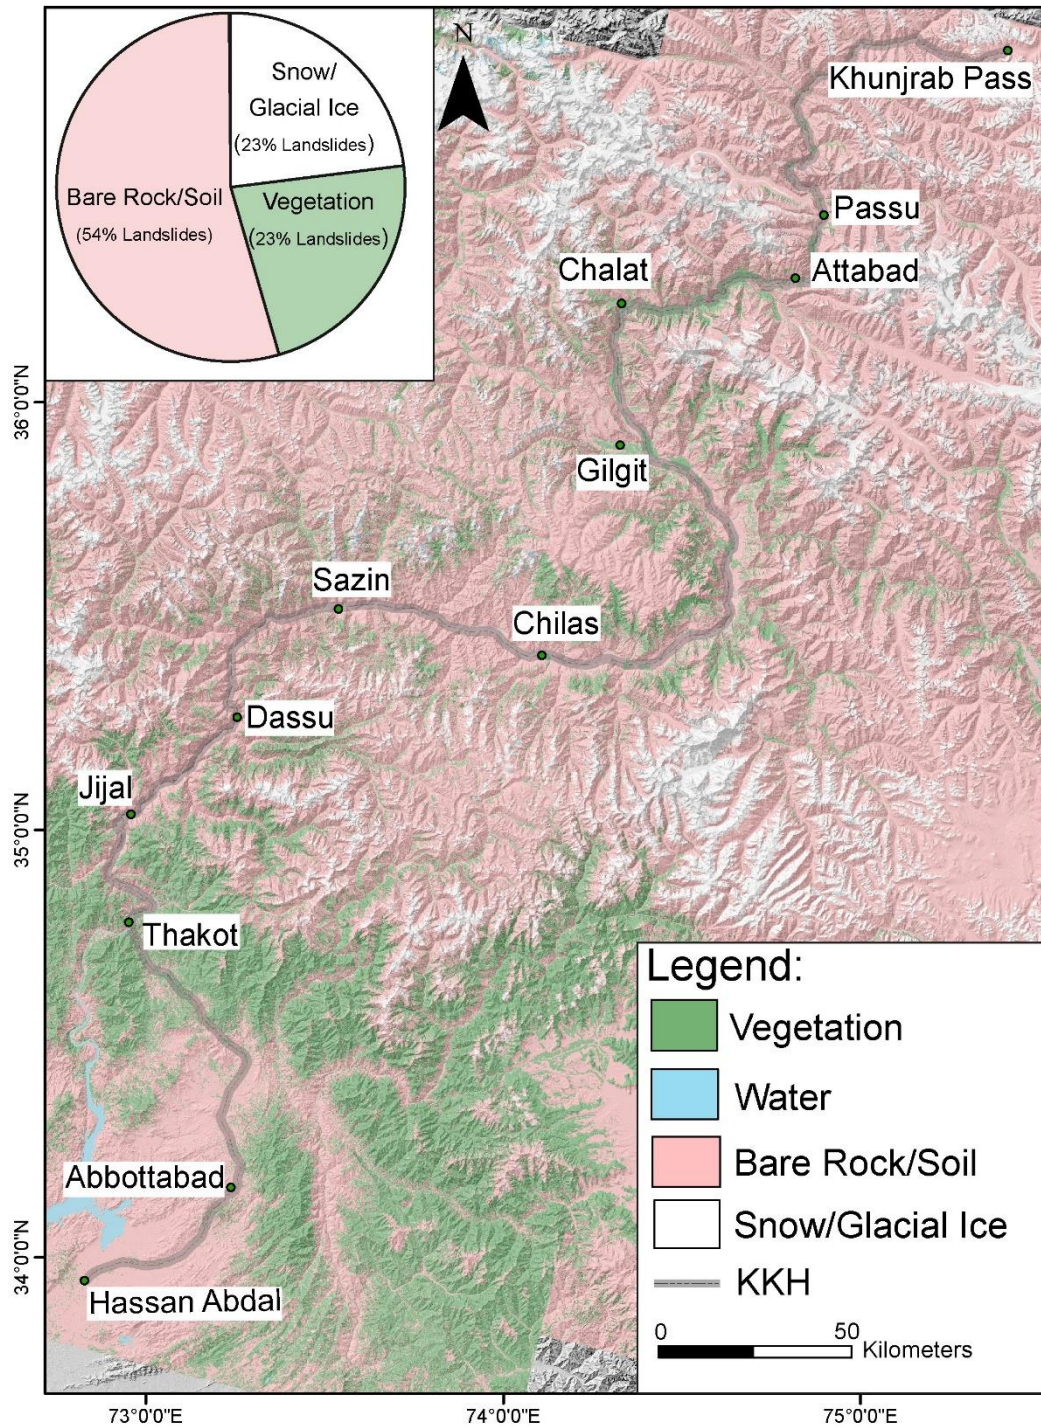 Snow/
Glacial Ice
(23% Landslides)
Bare Rock/Soil
(54% Landslides)
Vegetation
(23% Landslides)
N
Khunjrab Pass
Passu
Attabad
Chalat
Gilgit
Sazin
Chilas
Dassu
Jijal
Thakot
Abbottabad
Hassan Abdal
36°0'0"N
35°0'0"N
34°0'0"N
73°0'0"E
74°0'0"E
75°0'0"E
Legend:
Vegetation
Water
Bare Rock/Soil
Snow/Glacial Ice
KKH
0 50
Kilometers